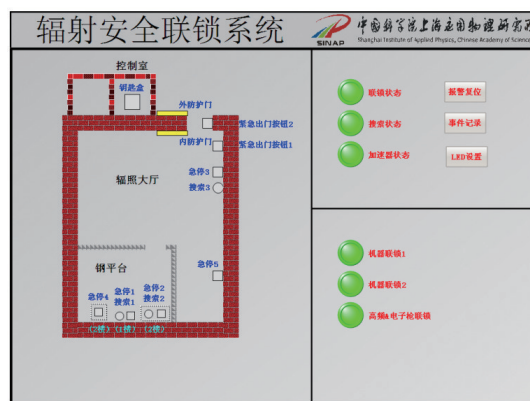 辐射安全联锁系统
SINAP
中国科学院上海应用物理研究所
Shanghai Institute of Applied Physics, Chinese Academy of Science
控制室
钥匙盒
外防护门
紧急出门按钮2
内防护门
紧急出门按钮1
急停3
搜索3
辐照大厅
急停5
钢平台
急停4
急停1
搜索1
急停2
搜索2
(2楼)
(1楼)
(2楼)
联锁状态
报警复位
搜索状态
事件记录
加速器状态
LED设置
机器联锁1
机器联锁2
高频&电子枪联锁